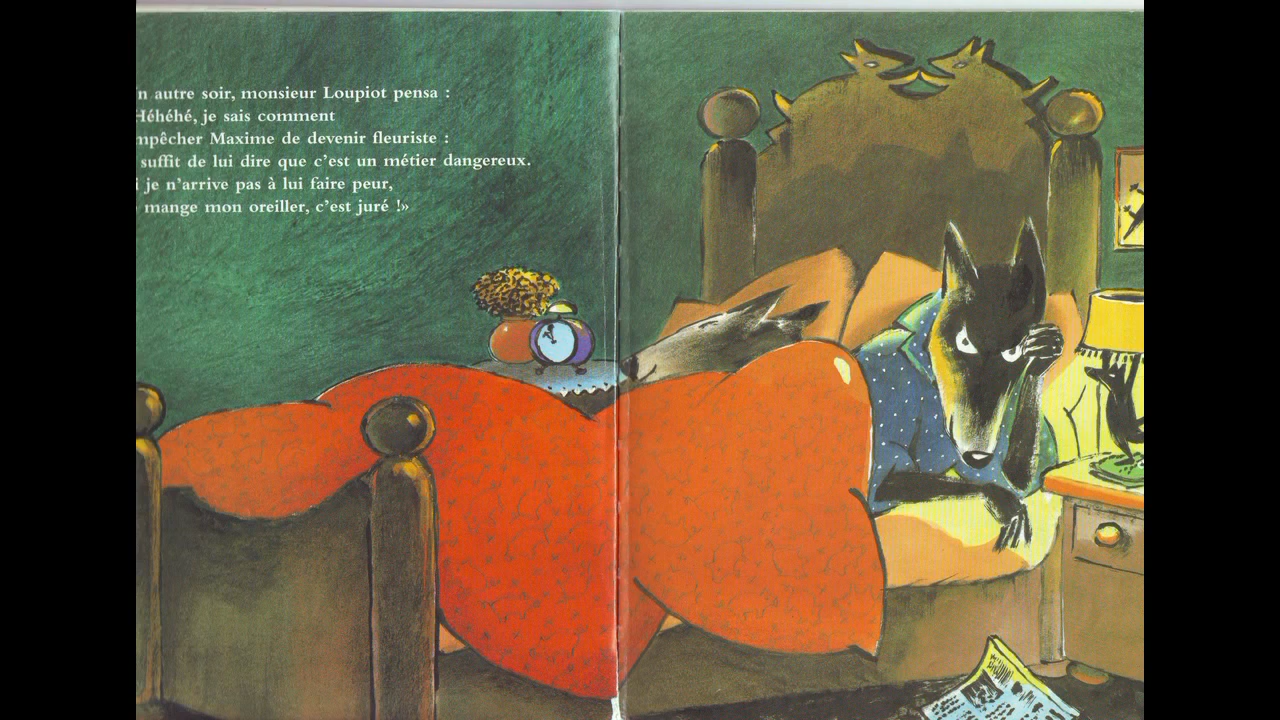 n autre soir, monsieur Loupiot pensa :
Héhéhé, je sais comment
mpêcher Maxime de devenir fleuriste :
suffit de lui dire que c'est un métier dangereux.
i je n'arrive pas à lui faire peur,
mange mon oreiller, c'est juré !»